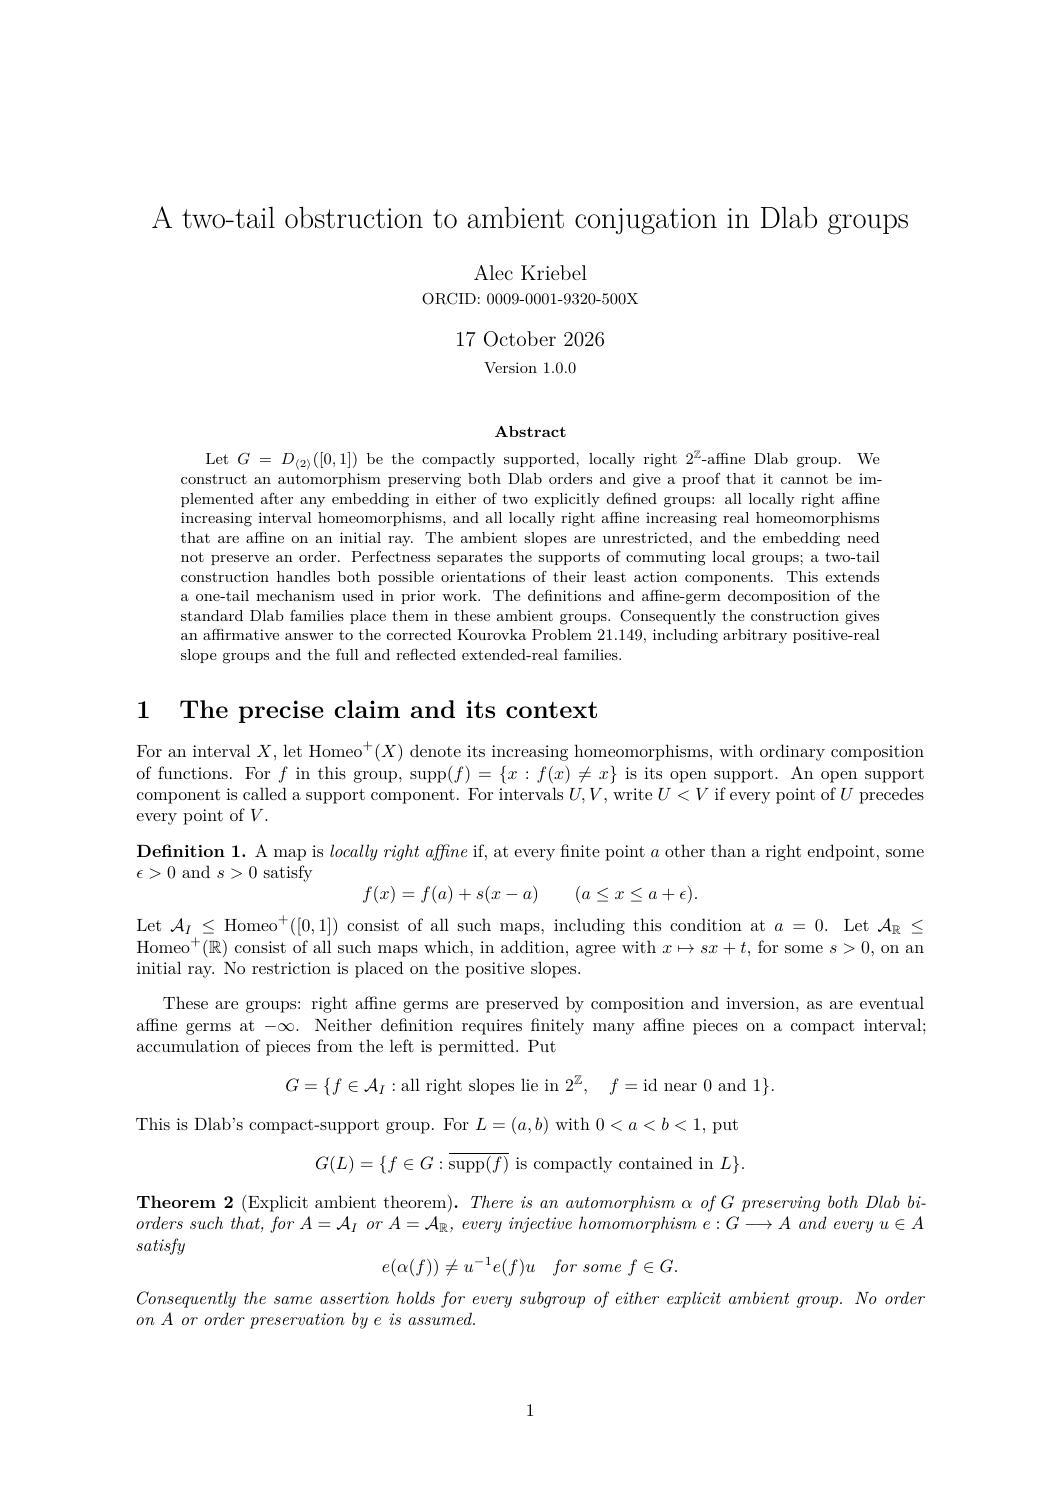 A two-tail obstruction to ambient conjugation in Dlab groups
Alec Kriebel
ORCID: 0009-0001-9320-500X
17 October 2026
Version 1.0.0
Abstract
Let G = D⟨2⟩([0, 1]) be the compactly supported, locally right 2^ℤ-affine Dlab group. We
construct an automorphism preserving both Dlab orders and give a proof that it cannot be im-
plemented after any embedding in either of two explicitly defined groups: all locally right affine
increasing interval homeomorphisms, and all locally right affine increasing real homeomorphisms
that are affine on an initial ray. The ambient slopes are unrestricted, and the embedding need
not preserve an order. Perfectness separates the supports of commuting local groups; a two-tail
construction handles both possible orientations of their least action components. This extends
a one-tail mechanism used in prior work. The definitions and affine-germ decomposition of the
standard Dlab families place them in these ambient groups. Consequently the construction gives
an affirmative answer to the corrected Kourovka Problem 21.149, including arbitrary positive-real
slope groups and the full and reflected extended-real families.
1 The precise claim and its context
For an interval X, let Homeo⁺(X) denote its increasing homeomorphisms, with ordinary composition
of functions. For f in this group, supp(f) = {x : f(x) ≠ x} is its open support. An open support
component is called a support component. For intervals U, V, write U < V if every point of U precedes
every point of V.
Definition 1. A map is locally right affine if, at every finite point a other than a right endpoint, some
ϵ > 0 and s > 0 satisfy
f(x) = f(a) + s(x − a) (a ≤ x ≤ a + ϵ).
Let 𝒜_I ≤ Homeo⁺([0, 1]) consist of all such maps, including this condition at a = 0. Let 𝒜_ℝ ≤
Homeo⁺(ℝ) consist of all such maps which, in addition, agree with x ↦ sx + t, for some s > 0, on an
initial ray. No restriction is placed on the positive slopes.
These are groups: right affine germs are preserved by composition and inversion, as are eventual
affine germs at −∞. Neither definition requires finitely many affine pieces on a compact interval;
accumulation of pieces from the left is permitted. Put
G = {f ∈ 𝒜_I : all right slopes lie in 2^ℤ, f = id near 0 and 1}.
This is Dlab's compact-support group. For L = (a, b) with 0 < a < b < 1, put
G(L) = {f ∈ G : \overline{supp(f)} is compactly contained in L}.
Theorem 2 (Explicit ambient theorem). There is an automorphism α of G preserving both Dlab bi-
orders such that, for A = 𝒜_I or A = 𝒜_ℝ, every injective homomorphism e : G ⟶ A and every u ∈ A
satisfy
e(α(f)) ≠ u⁻¹e(f)u for some f ∈ G.
Consequently the same assertion holds for every subgroup of either explicit ambient group. No order
on A or order preservation by e is assumed.
1